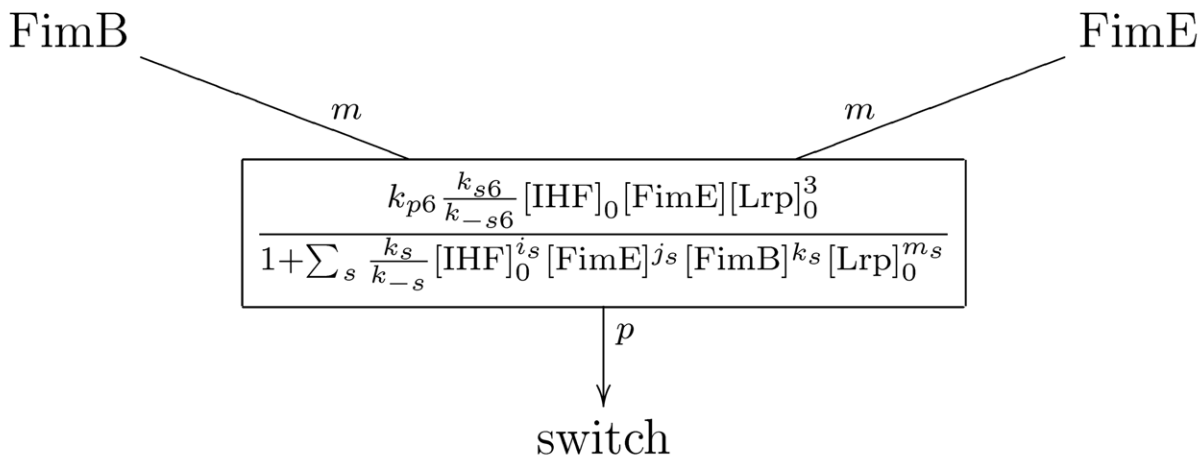 FimB FimE
m m
k_{p6} \frac{k_{s6}}{k_{-s6}} [IHF]_0 [FimE] [Lrp]_0^3
1+\sum_s \frac{k_s}{k_{-s}} [IHF]_0^{i_s} [FimE]^{j_s} [FimB]^{k_s} [Lrp]_0^{m_s}
p
switch